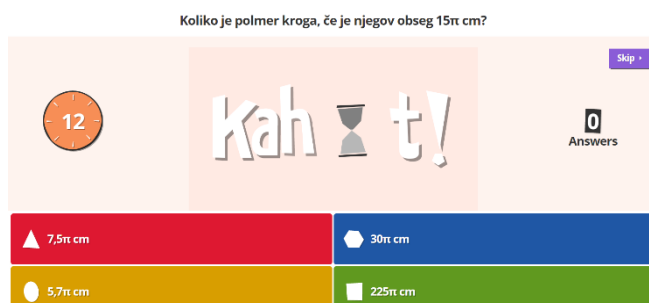 Koliko je polmer kroga, če je njegov obseg 15π cm?
Skip ›
12
Kah t!
0
Answers
7,5π cm
30π cm
5,7π cm
225π cm